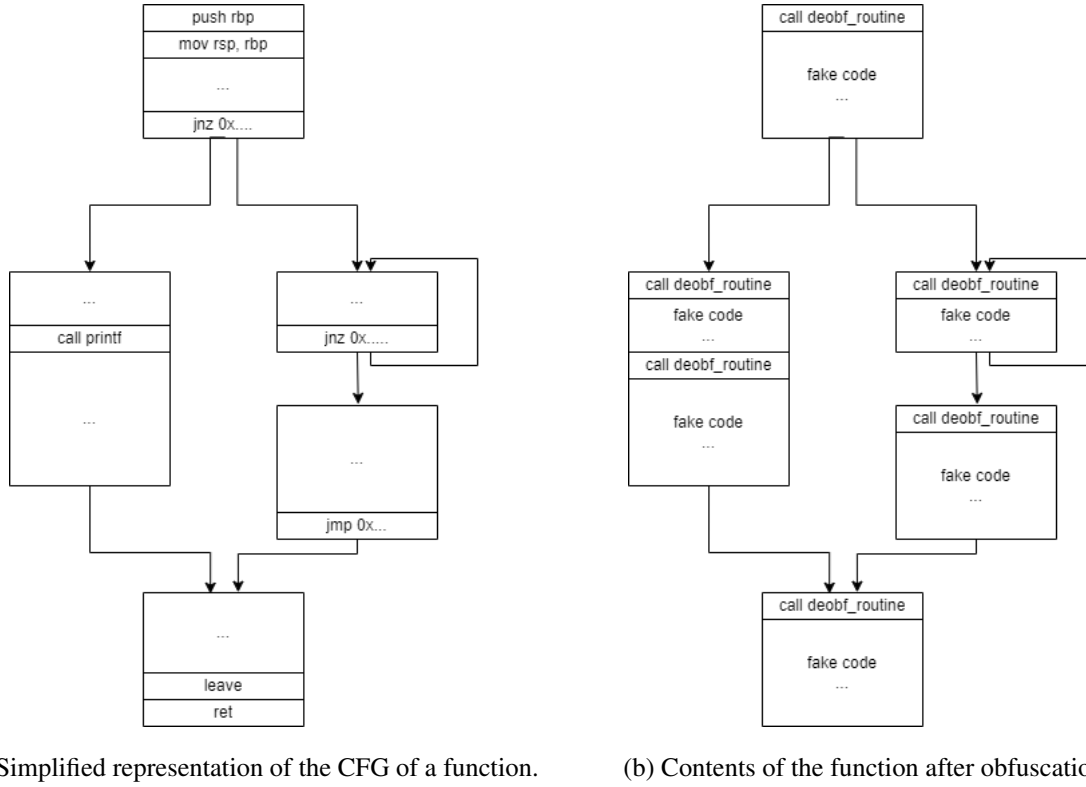 push rbp
mov rsp, rbp
...
jnz 0x....
...
call printf
...
...
jnz 0x.....
...
jmp 0x...
...
leave
ret
Simplified representation of the CFG of a function.
call deobf_routine
fake code
...
call deobf_routine
fake code
...
call deobf_routine
fake code
...
call deobf_routine
fake code
...
call deobf_routine
fake code
...
call deobf_routine
fake code
...
(b) Contents of the function after obfuscatio